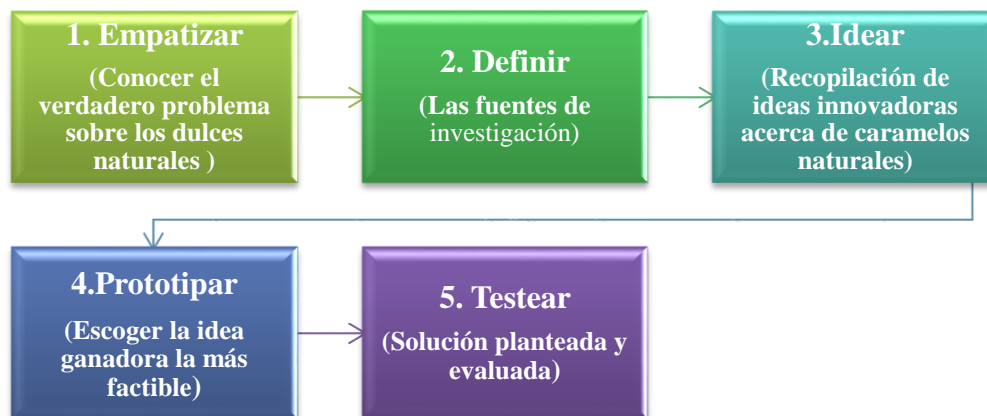 1. Empatizar
(Conocer el
verdadero problema
sobre los dulces
naturales )
2. Definir
(Las fuentes de
investigación)
3.Idear
(Recopilación de
ideas innovadoras
acerca de caramelos
naturales)
4.Prototipar
(Escoger la idea
ganadora la más
factible)
5. Testear
(Solución planteada y
evaluada)